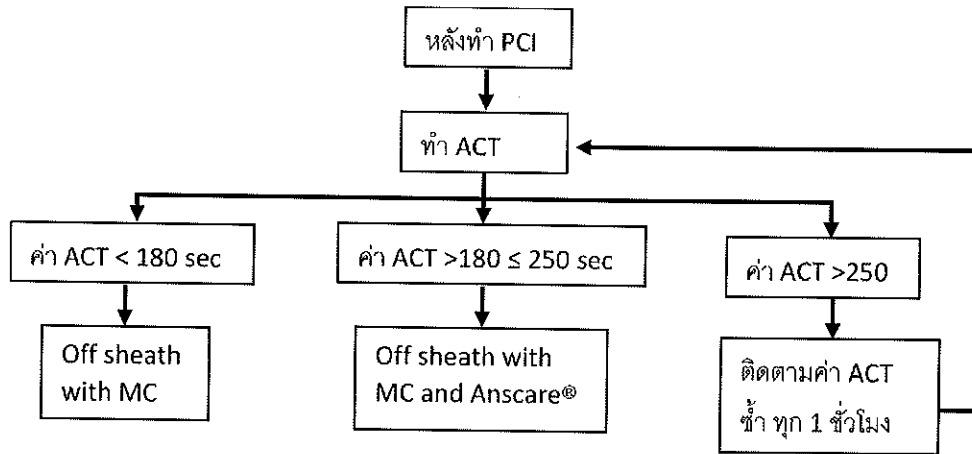 หลังทำ PCI
ทำ ACT
ค่า ACT < 180 sec
ค่า ACT >180 ≤ 250 sec
ค่า ACT >250
Off sheath
with MC
Off sheath with
MC and Anscare®
ติดตามค่า ACT
ซ้ำ ทุก 1 ชั่วโมง